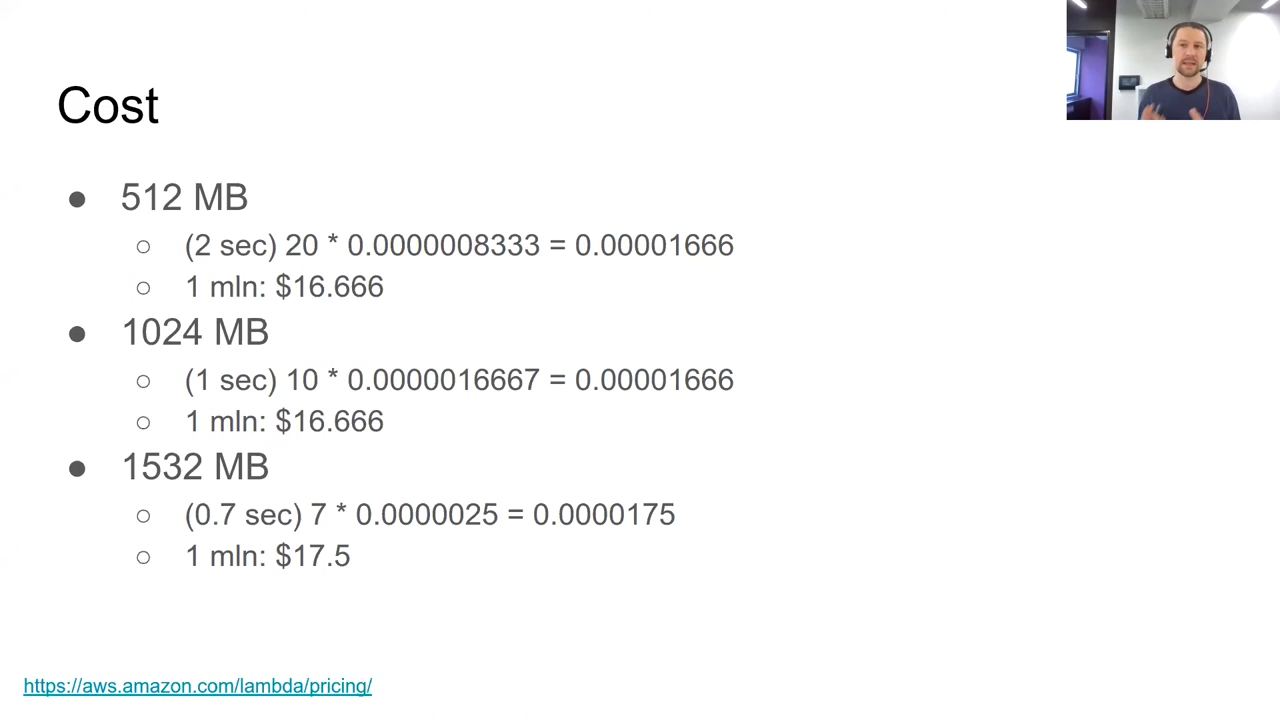 Cost
● 512 MB
○ (2 sec) 20 * 0.0000008333 = 0.00001666
○ 1 mln: $16.666
● 1024 MB
○ (1 sec) 10 * 0.0000016667 = 0.00001666
○ 1 mln: $16.666
● 1532 MB
○ (0.7 sec) 7 * 0.0000025 = 0.0000175
○ 1 mln: $17.5
https://aws.amazon.com/lambda/pricing/